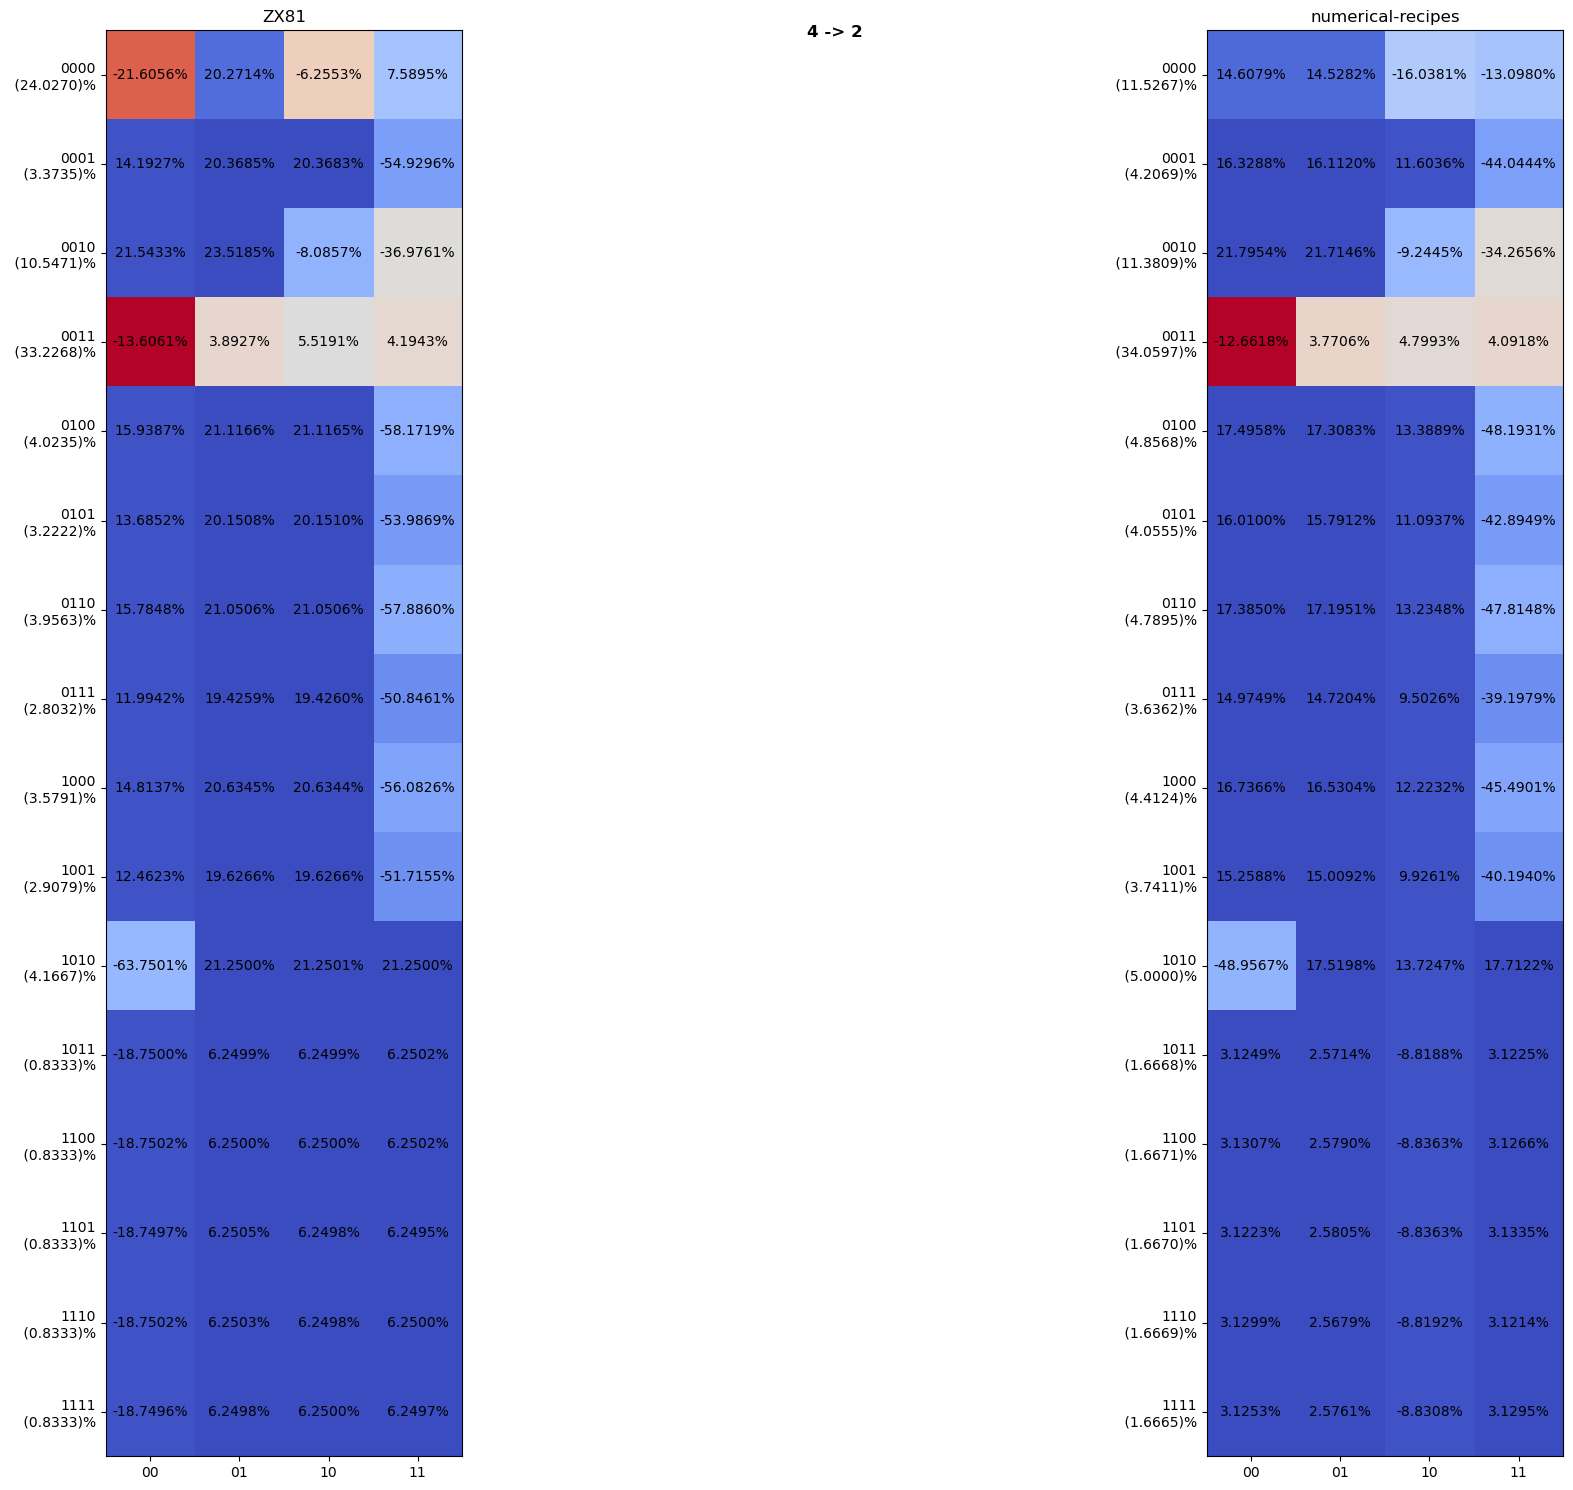 4 -> 2
ZX81
0000
(24.0270)%
-21.6056% 20.2714% -6.2553% 7.5895%
0001
(3.3735)%
14.1927% 20.3685% 20.3683% -54.9296%
0010
(10.5471)%
21.5433% 23.5185% -8.0857% -36.9761%
0011
(33.2268)%
-13.6061% 3.8927% 5.5191% 4.1943%
0100
(4.0235)%
15.9387% 21.1166% 21.1165% -58.1719%
0101
(3.2222)%
13.6852% 20.1508% 20.1510% -53.9869%
0110
(3.9563)%
15.7848% 21.0506% 21.0506% -57.8860%
0111
(2.8032)%
11.9942% 19.4259% 19.4260% -50.8461%
1000
(3.5791)%
14.8137% 20.6345% 20.6344% -56.0826%
1001
(2.9079)%
12.4623% 19.6266% 19.6266% -51.7155%
1010
(4.1667)%
-63.7501% 21.2500% 21.2501% 21.2500%
1011
(0.8333)%
-18.7500% 6.2499% 6.2499% 6.2502%
1100
(0.8333)%
-18.7502% 6.2500% 6.2500% 6.2502%
1101
(0.8333)%
-18.7497% 6.2505% 6.2498% 6.2495%
1110
(0.8333)%
-18.7502% 6.2503% 6.2498% 6.2500%
1111
(0.8333)%
-18.7496% 6.2498% 6.2500% 6.2497%
00 01 10 11
numerical-recipes
0000
(11.5267)%
14.6079% 14.5282% -16.0381% -13.0980%
0001
(4.2069)%
16.3288% 16.1120% 11.6036% -44.0444%
0010
(11.3809)%
21.7954% 21.7146% -9.2445% -34.2656%
0011
(34.0597)%
-12.6618% 3.7706% 4.7993% 4.0918%
0100
(4.8568)%
17.4958% 17.3083% 13.3889% -48.1931%
0101
(4.0555)%
16.0100% 15.7912% 11.0937% -42.8949%
0110
(4.7895)%
17.3850% 17.1951% 13.2348% -47.8148%
0111
(3.6362)%
14.9749% 14.7204% 9.5026% -39.1979%
1000
(4.4124)%
16.7366% 16.5304% 12.2232% -45.4901%
1001
(3.7411)%
15.2588% 15.0092% 9.9261% -40.1940%
1010
(5.0000)%
-48.9567% 17.5198% 13.7247% 17.7122%
1011
(1.6668)%
3.1249% 2.5714% -8.8188% 3.1225%
1100
(1.6671)%
3.1307% 2.5790% -8.8363% 3.1266%
1101
(1.6670)%
3.1223% 2.5805% -8.8363% 3.1335%
1110
(1.6669)%
3.1299% 2.5679% -8.8192% 3.1214%
1111
(1.6665)%
3.1253% 2.5761% -8.8308% 3.1295%
00 01 10 11